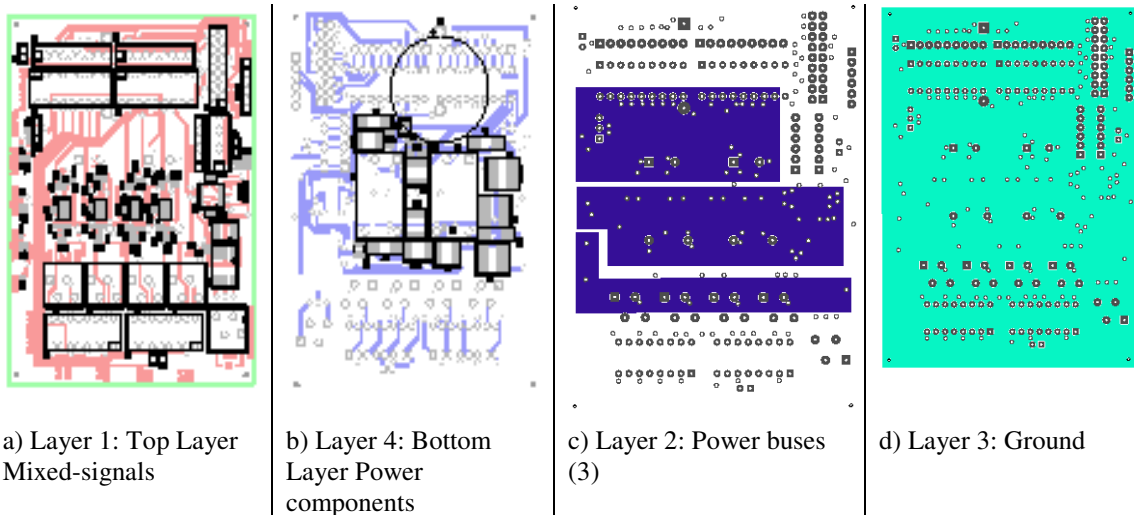 a) Layer 1: Top Layer
Mixed-signals
b) Layer 4: Bottom
Layer Power
components
c) Layer 2: Power buses
(3)
d) Layer 3: Ground